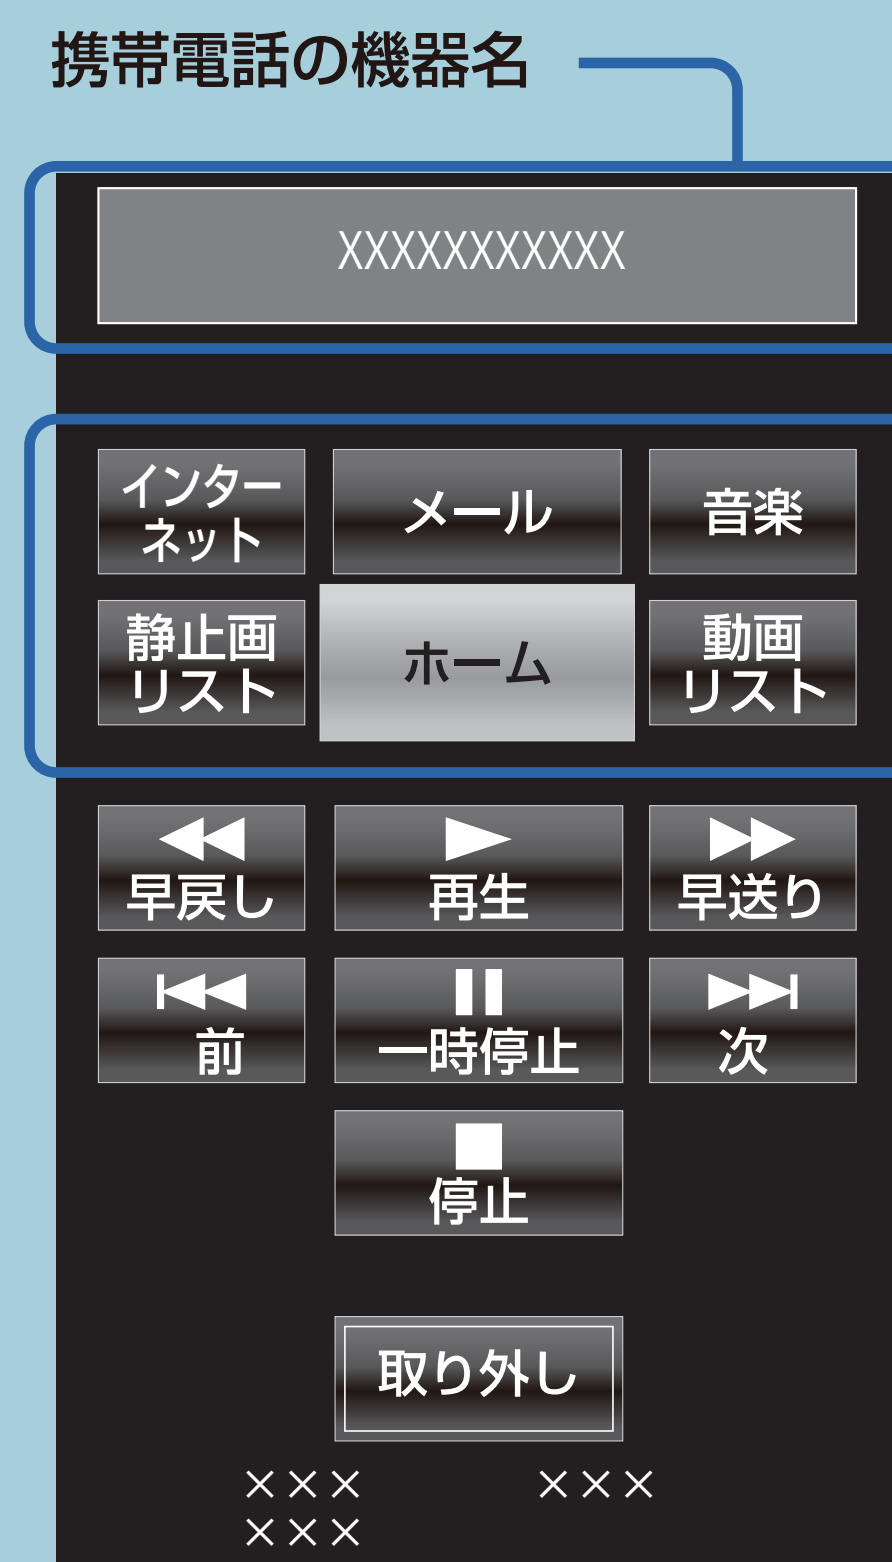 携帯電話の機器名
XXXXXXXXXXX
インター
ネット
メール
音楽
静止画
リスト
ホーム
動画
リスト
早戻し
再生
早送り
前
一時停止
次
停止
取り外し
××× ×××
×××